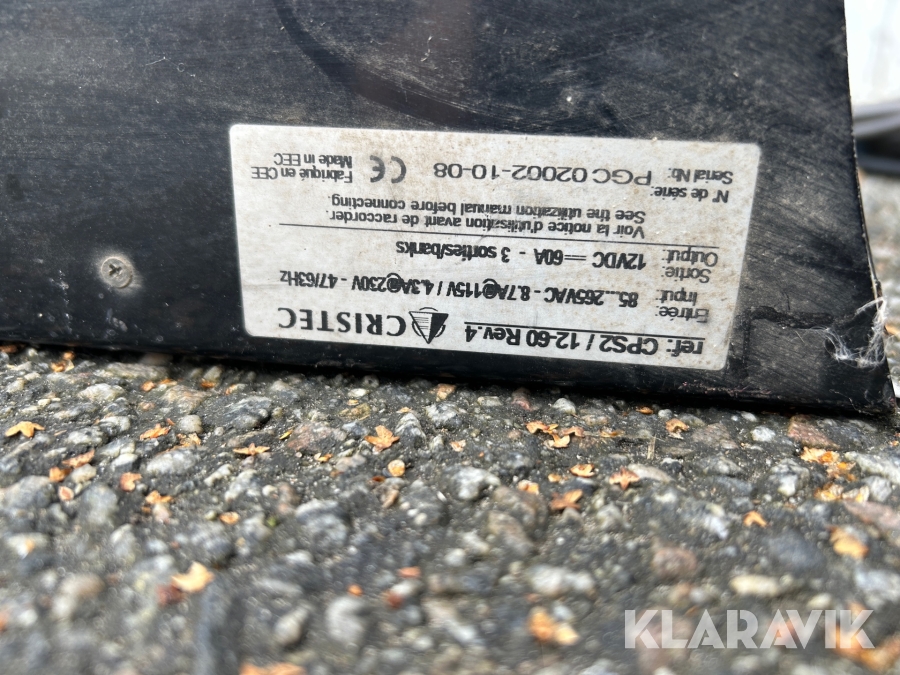 ref: CPS2 / 12-60 Rev.4 CRISTEC
Entrée:
Input: 85...265VAC - 8.7A@115V / 4.3A@230V - 47/63Hz
Sortie:
Output: 12VDC ⎓ 60A - 3 sorties/banks
Voir la notice d'utilisation avant de raccorder.
See the utilization manual before connecting.
N° de série:
Serial Nb: PGC 02002-10-08 CE
Fabriqué en CEE
Made in EEC
KLARAVIK